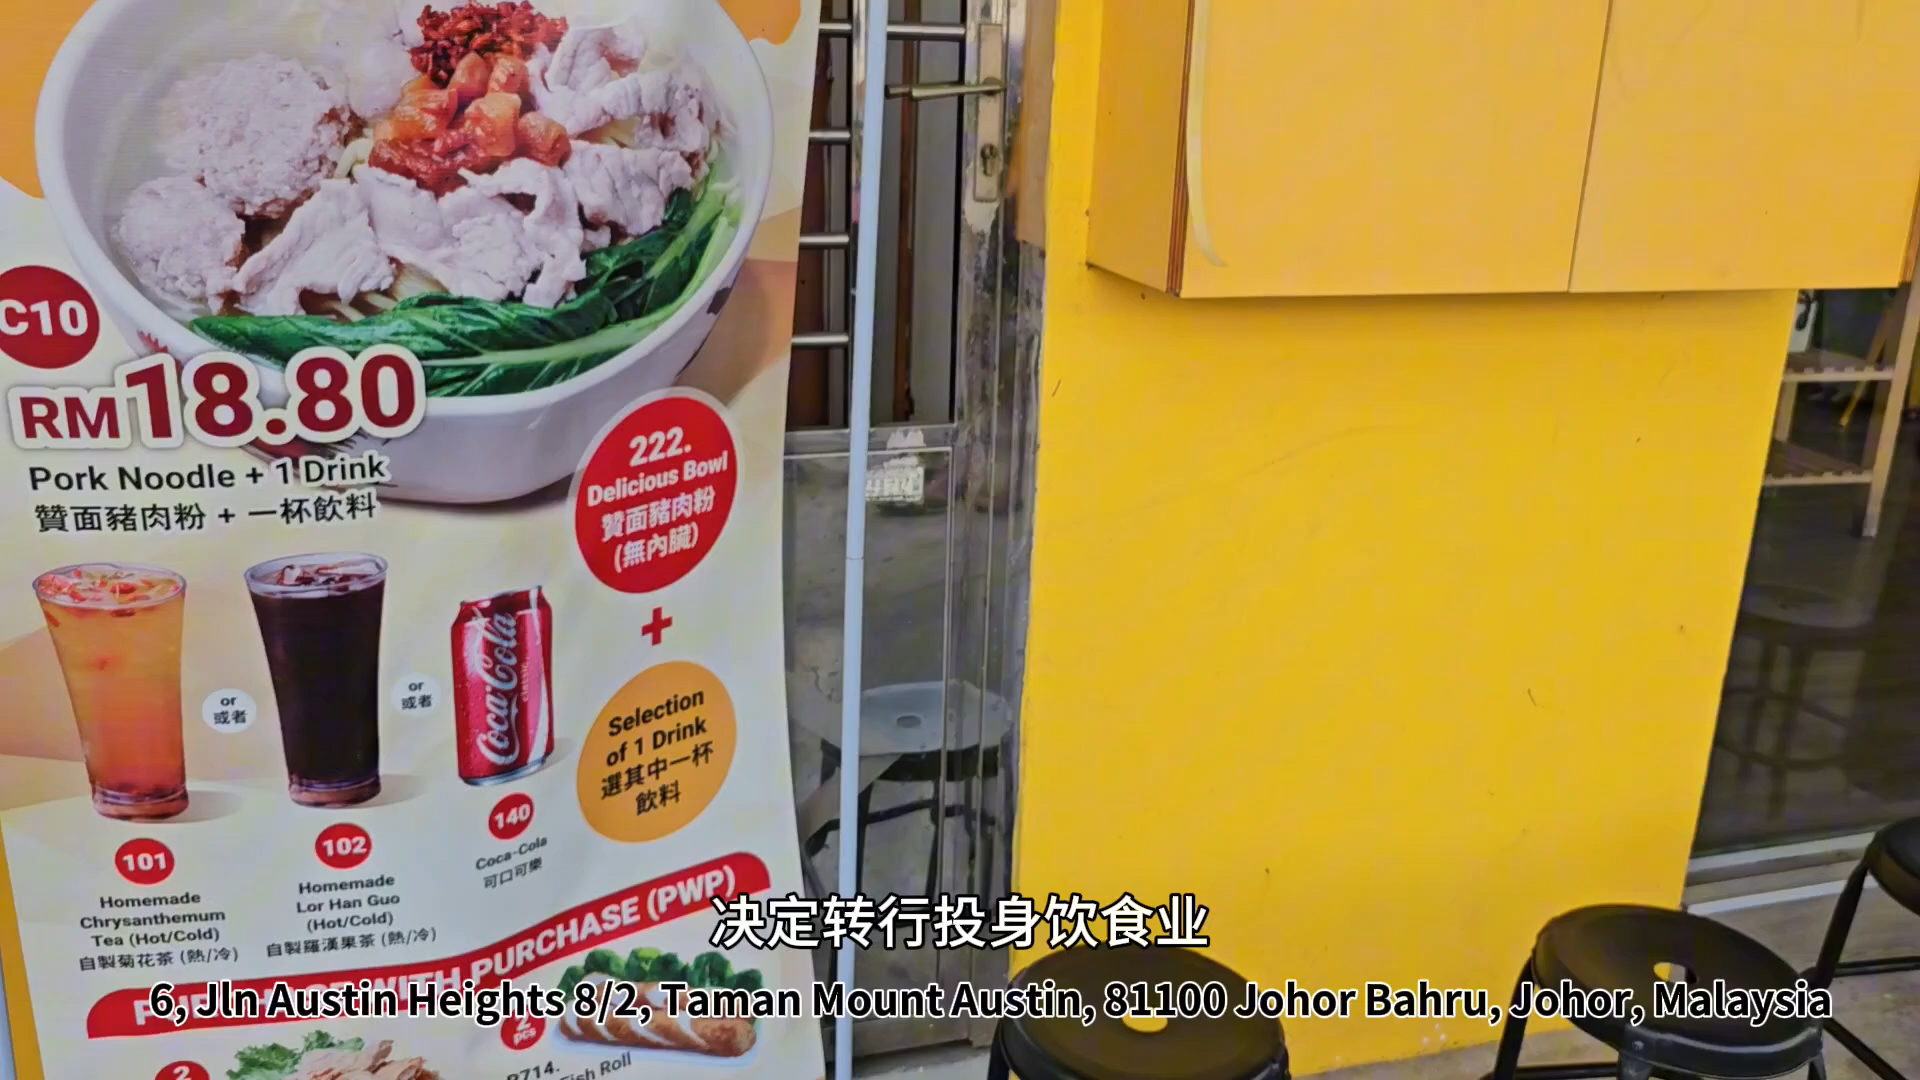 C10
RM18.80
Pork Noodle + 1 Drink
贊面豬肉粉 + 一杯飲料
222.
Delicious Bowl
贊面豬肉粉
(無內臟)
+
Selection
of 1 Drink
選其中一杯
飲料
or
或者
or
或者
Coca-Cola
101
Homemade
Chrysanthemum
Tea (Hot/Cold)
自製菊花茶 (熱/冷)
102
Homemade
Lor Han Guo
(Hot/Cold)
自製羅漢果茶 (熱/冷)
140
Coca-Cola
可口可樂
PURCHASE WITH PURCHASE (PWP)
2
2
pcs
Fish Roll
决定转行投身饮食业
6, Jln Austin Heights 8/2, Taman Mount Austin, 81100 Johor Bahru, Johor, Malaysia